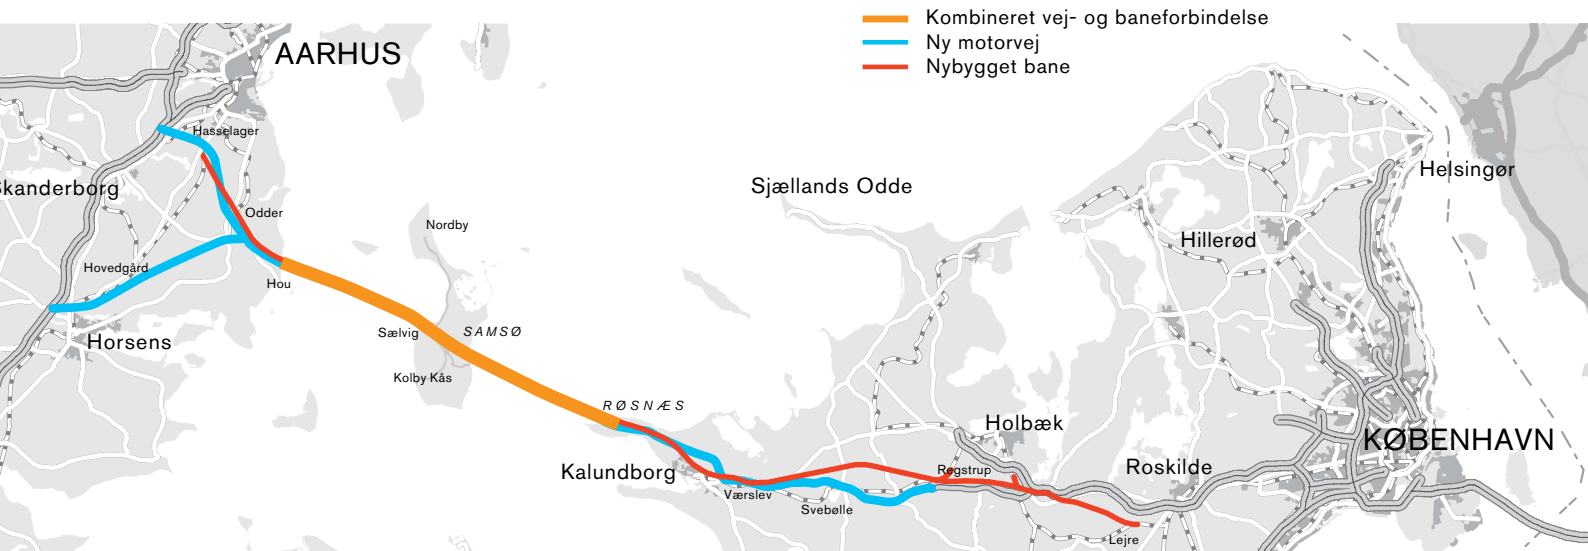 Kombineret vej- og baneforbindelse
Ny motorvej
Nybygget bane
AARHUS
Hasselager
Skanderborg
Helsingør
Sjællands Odde
Odder
Nordby
Hillerød
Hovedgård
Hou
Sælvig
SAMSØ
Horsens
Kolby Kås
RØSNÆS
Holbæk
KØBENHAVN
Kalundborg
Regstrup
Roskilde
Værslev
Svebølle
Lejre